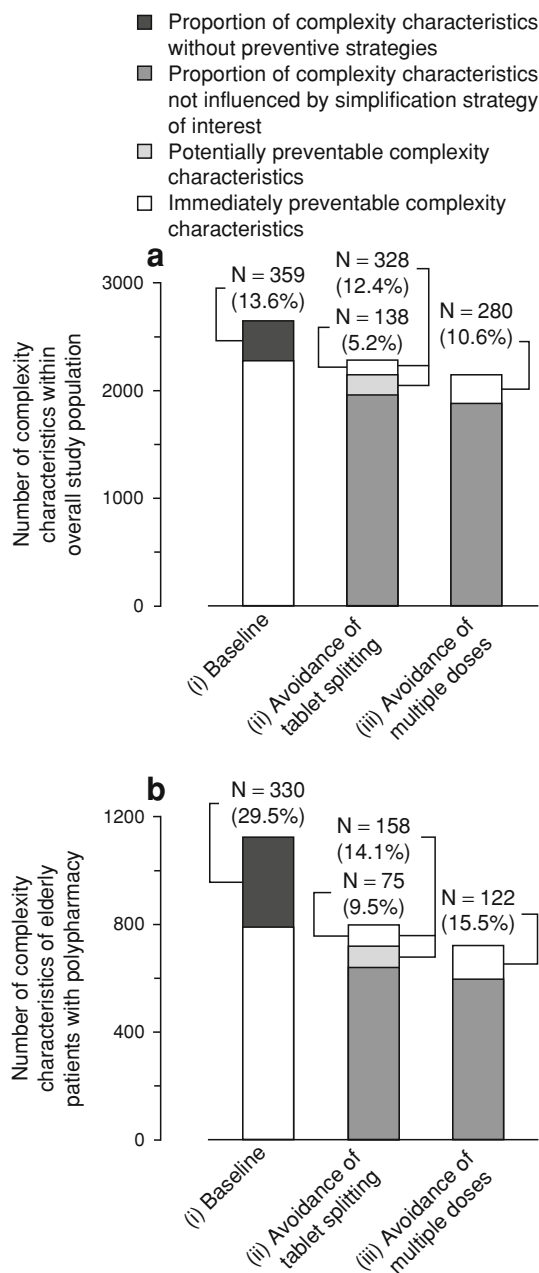 Proportion of complexity characteristics
without preventive strategies
Proportion of complexity characteristics
not influenced by simplification strategy
of interest
Potentially preventable complexity
characteristics
Immediately preventable complexity
characteristics
a
Number of complexity
characteristics within
overall study population
3000
2000
1000
0
N = 359
(13.6%)
N = 328
(12.4%)
N = 138
(5.2%)
N = 280
(10.6%)
(i) Baseline
(ii) Avoidance of
tablet splitting
(iii) Avoidance of
multiple doses
b
Number of complexity
characteristics of elderly
patients with polypharmacy
1200
800
400
0
N = 330
(29.5%)
N = 158
(14.1%)
N = 75
(9.5%)
N = 122
(15.5%)
(i) Baseline
(ii) Avoidance of
tablet splitting
(iii) Avoidance of
multiple doses